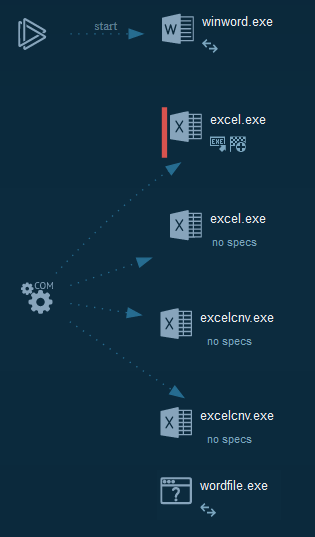 start
winword.exe
W
excel.exe
X
EXE
excel.exe
X
no specs
COM
excelcnv.exe
X
no specs
excelcnv.exe
X
no specs
wordfile.exe
?